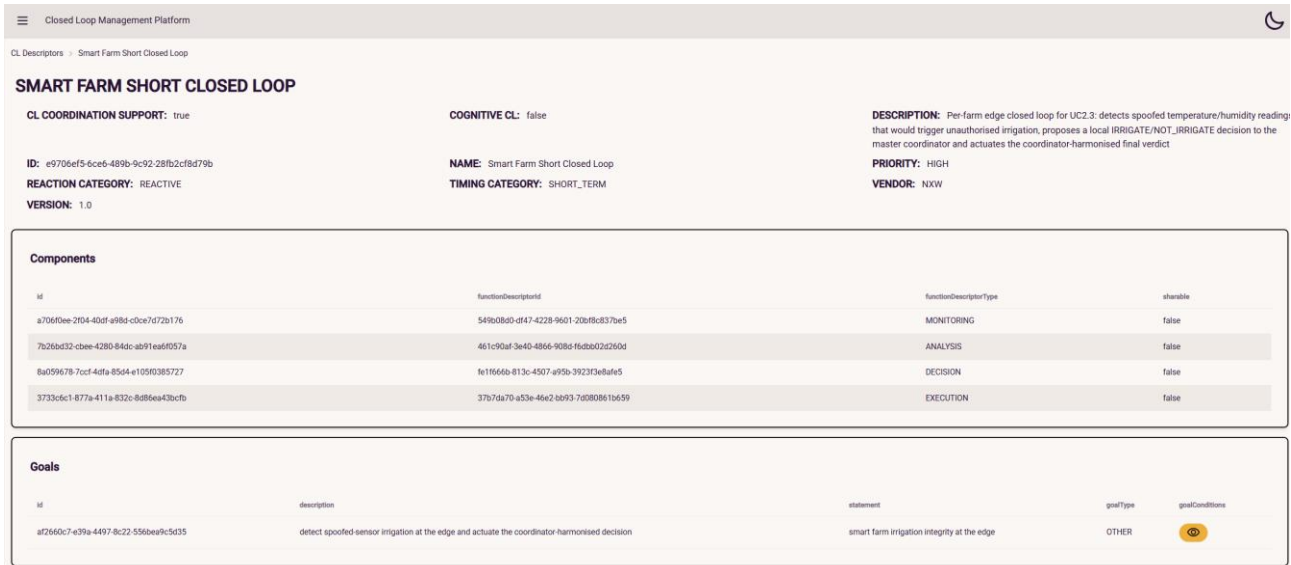 Closed Loop Management Platform
CL Descriptors > Smart Farm Short Closed Loop
SMART FARM SHORT CLOSED LOOP
CL COORDINATION SUPPORT: true
COGNITIVE CL: false
DESCRIPTION: Per-farm edge closed loop for UC2.3: detects spoofed temperature/humidity readings
that would trigger unauthorised irrigation, proposes a local IRRIGATE/NOT_IRRIGATE decision to the
master coordinator and actuates the coordinator-harmonised final verdict
ID: e9706ef5-6ce6-489b-9c92-28fb2cf8d79b
NAME: Smart Farm Short Closed Loop
PRIORITY: HIGH
REACTION CATEGORY: REACTIVE
TIMING CATEGORY: SHORT_TERM
VENDOR: NXW
VERSION: 1.0
Components
id functionDescriptorId functionDescriptorType sharable
a706f0ee-2f04-40df-a98d-c0ce7d72b176 549b08d0-df47-4228-9601-20bf8c837be5 MONITORING false
7b26bd32-cbee-4280-84dc-ab91ea6f057a 461c90af-3e40-4866-908d-f6dbb02d260d ANALYSIS false
8a059678-7ccf-4dfa-85d4-e105f0385727 fe1f666b-813c-4507-a95b-3923f3e8afe5 DECISION false
3733c6c1-877a-411a-832c-8d86ea43bcfb 37b7da70-a53e-46e2-bb93-7d080861b659 EXECUTION false
Goals
id description statement goalType goalConditions
af2660c7-e39a-4497-8c22-556bea9c5d35 detect spoofed-sensor irrigation at the edge and actuate the coordinator-harmonised decision smart farm irrigation integrity at the edge OTHER